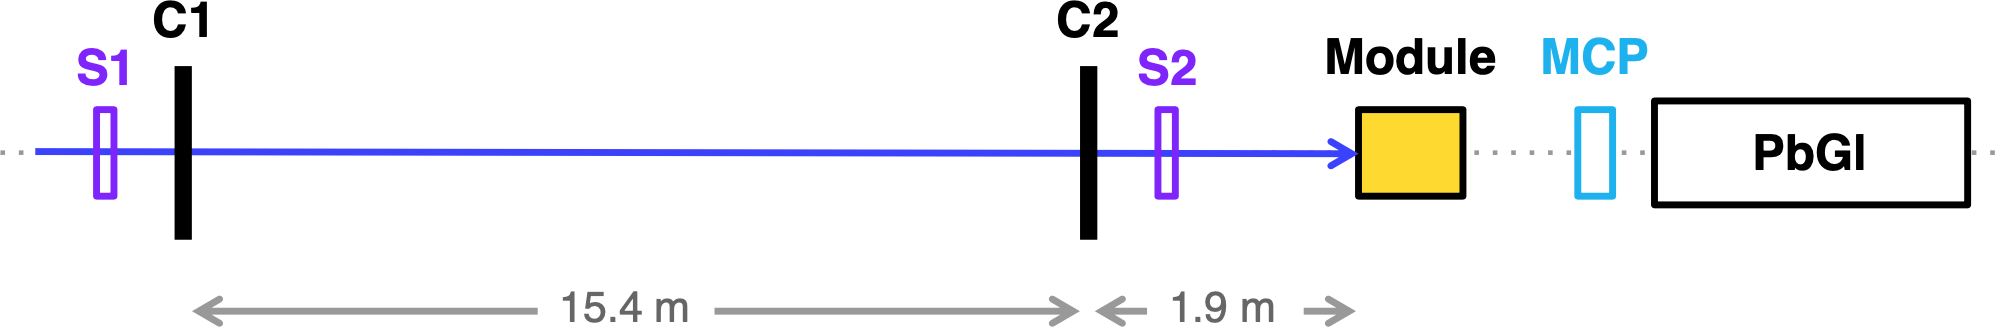 C1
C2
S1
S2
Module
MCP
PbGl
15.4 m
1.9 m